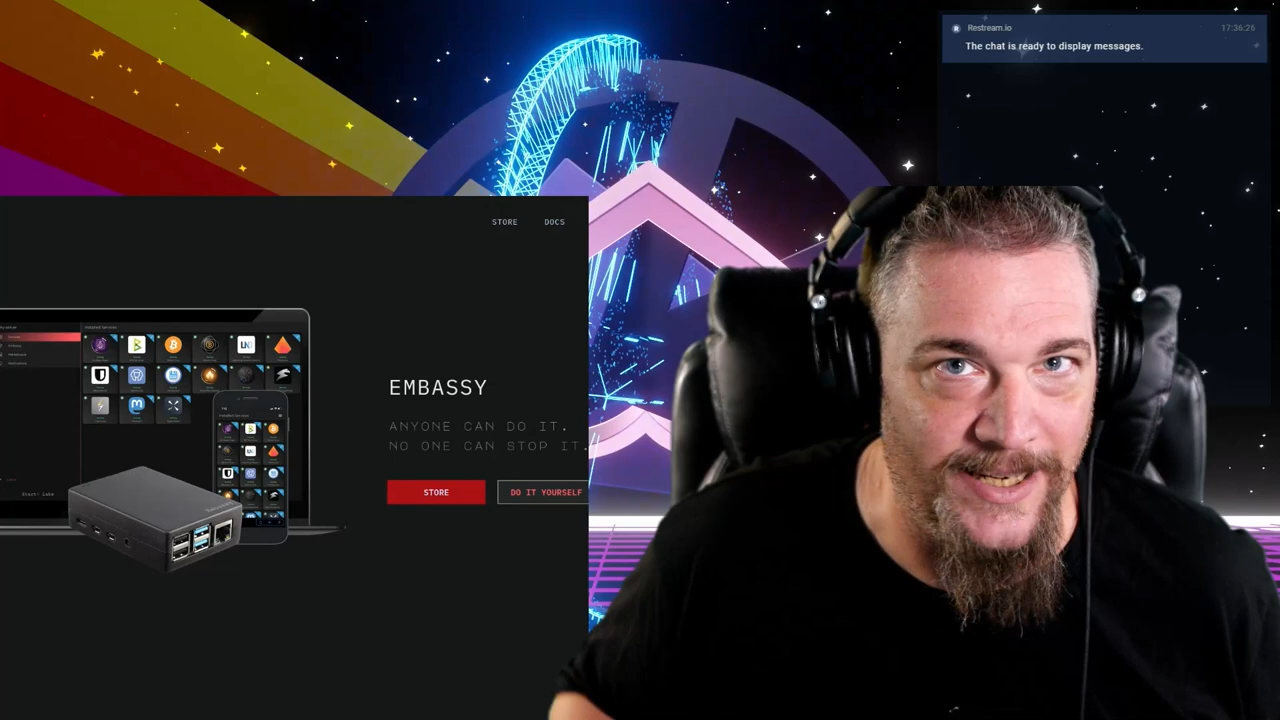 Restream.io 17:36:25
The chat is ready to display messages.
STORE DOCS
EMBASSY
ANYONE CAN DO IT.
NO ONE CAN STOP IT.
STORE DO IT YOURSELF